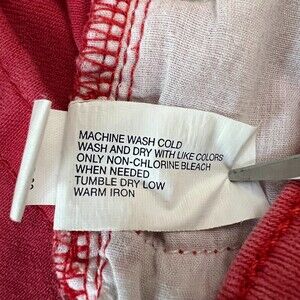 MACHINE WASH COLD
WASH AND DRY WITH LIKE COLORS
ONLY NON-CHLORINE BLEACH
WHEN NEEDED
TUMBLE DRY LOW
WARM IRON